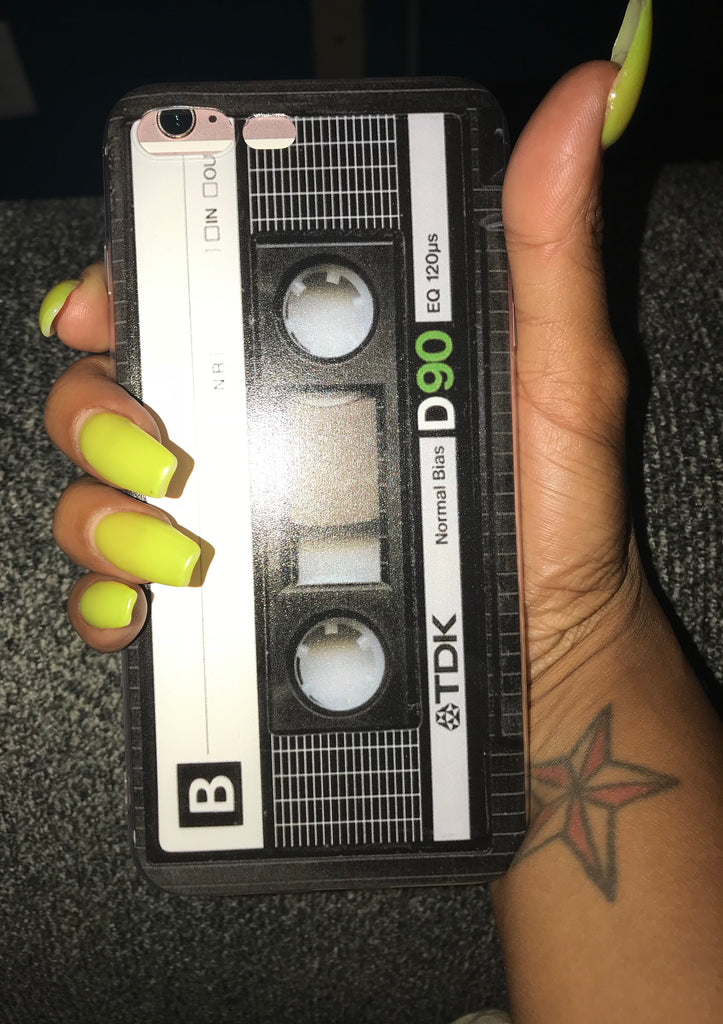 B
NR
IN OU
TDK
Normal Bias
D90
EQ 120µs